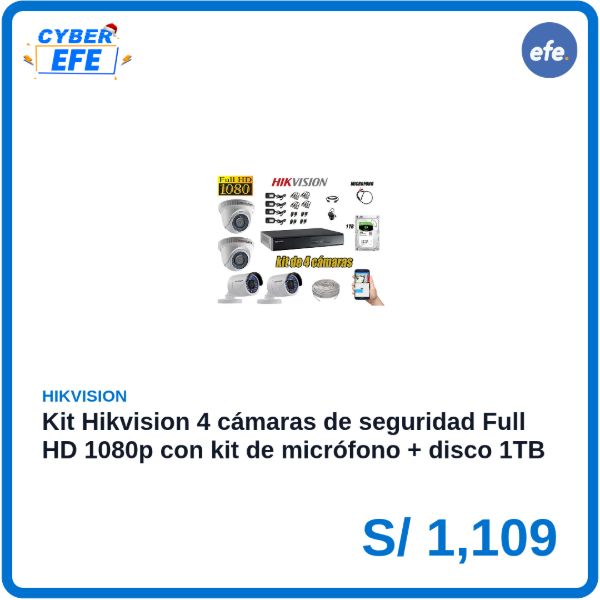 CYBER
EFE
efe.
Full HD
1080
HIKVISION
MICROFONO
1TB
kit de 4 cámaras
HIKVISION
Kit Hikvision 4 cámaras de seguridad Full
HD 1080p con kit de micrófono + disco 1TB
S/ 1,109